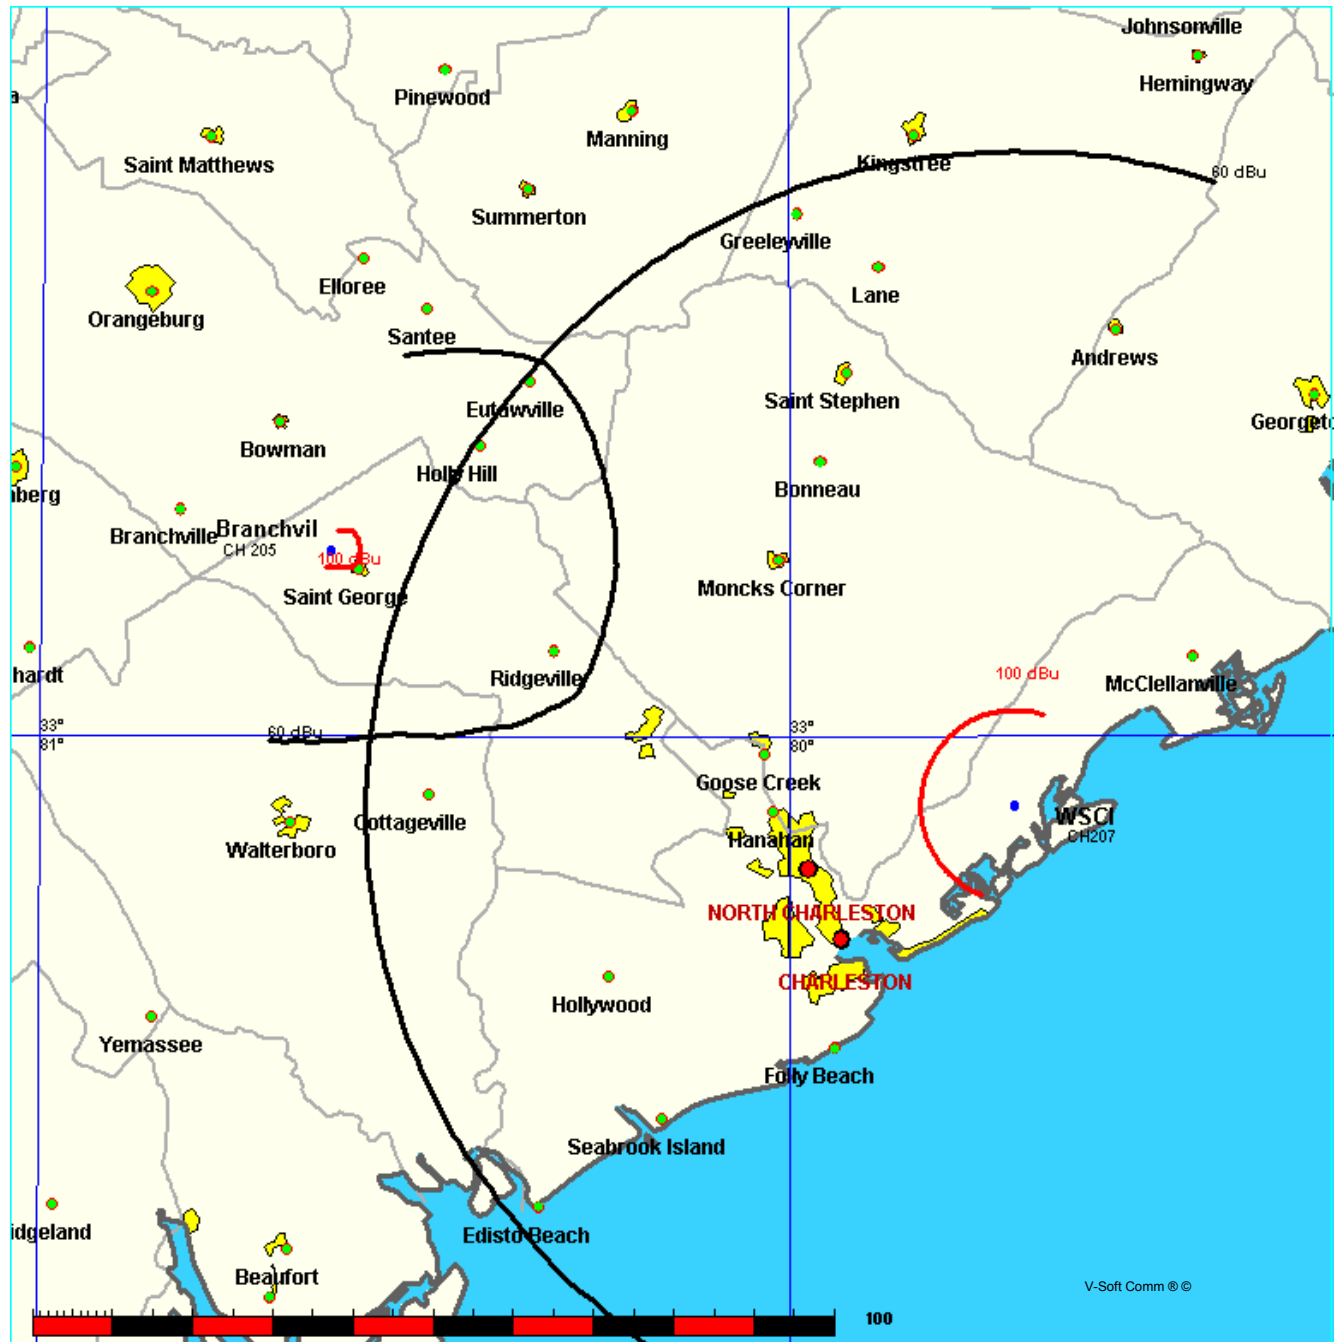 Johnsonville
Hemingway
a
Pinewood
Manning
Saint Matthews
Kingstree
60 dBu
Summerton
Greeleyville
Elloree
Lane
Orangeburg
Santee
Andrews
Eutawville
Saint Stephen
Georgeto
Bowman
Holly Hill
Bonneau
nberg
Branchville
Branchvil
CH 205
100 dBu
Saint George
Moncks Corner
hardt
Ridgeville
100 dBu
McClellanville
33°
81°
60 dBu
33°
80°
Goose Creek
Cottageville
WSCI
CH207
Walterboro
Hanahan
NORTH CHARLESTON
CHARLESTON
Hollywood
Yemassee
Folly Beach
Seabrook Island
idgeland
Edisto Beach
Beaufort
V-Soft Comm ® ©
100